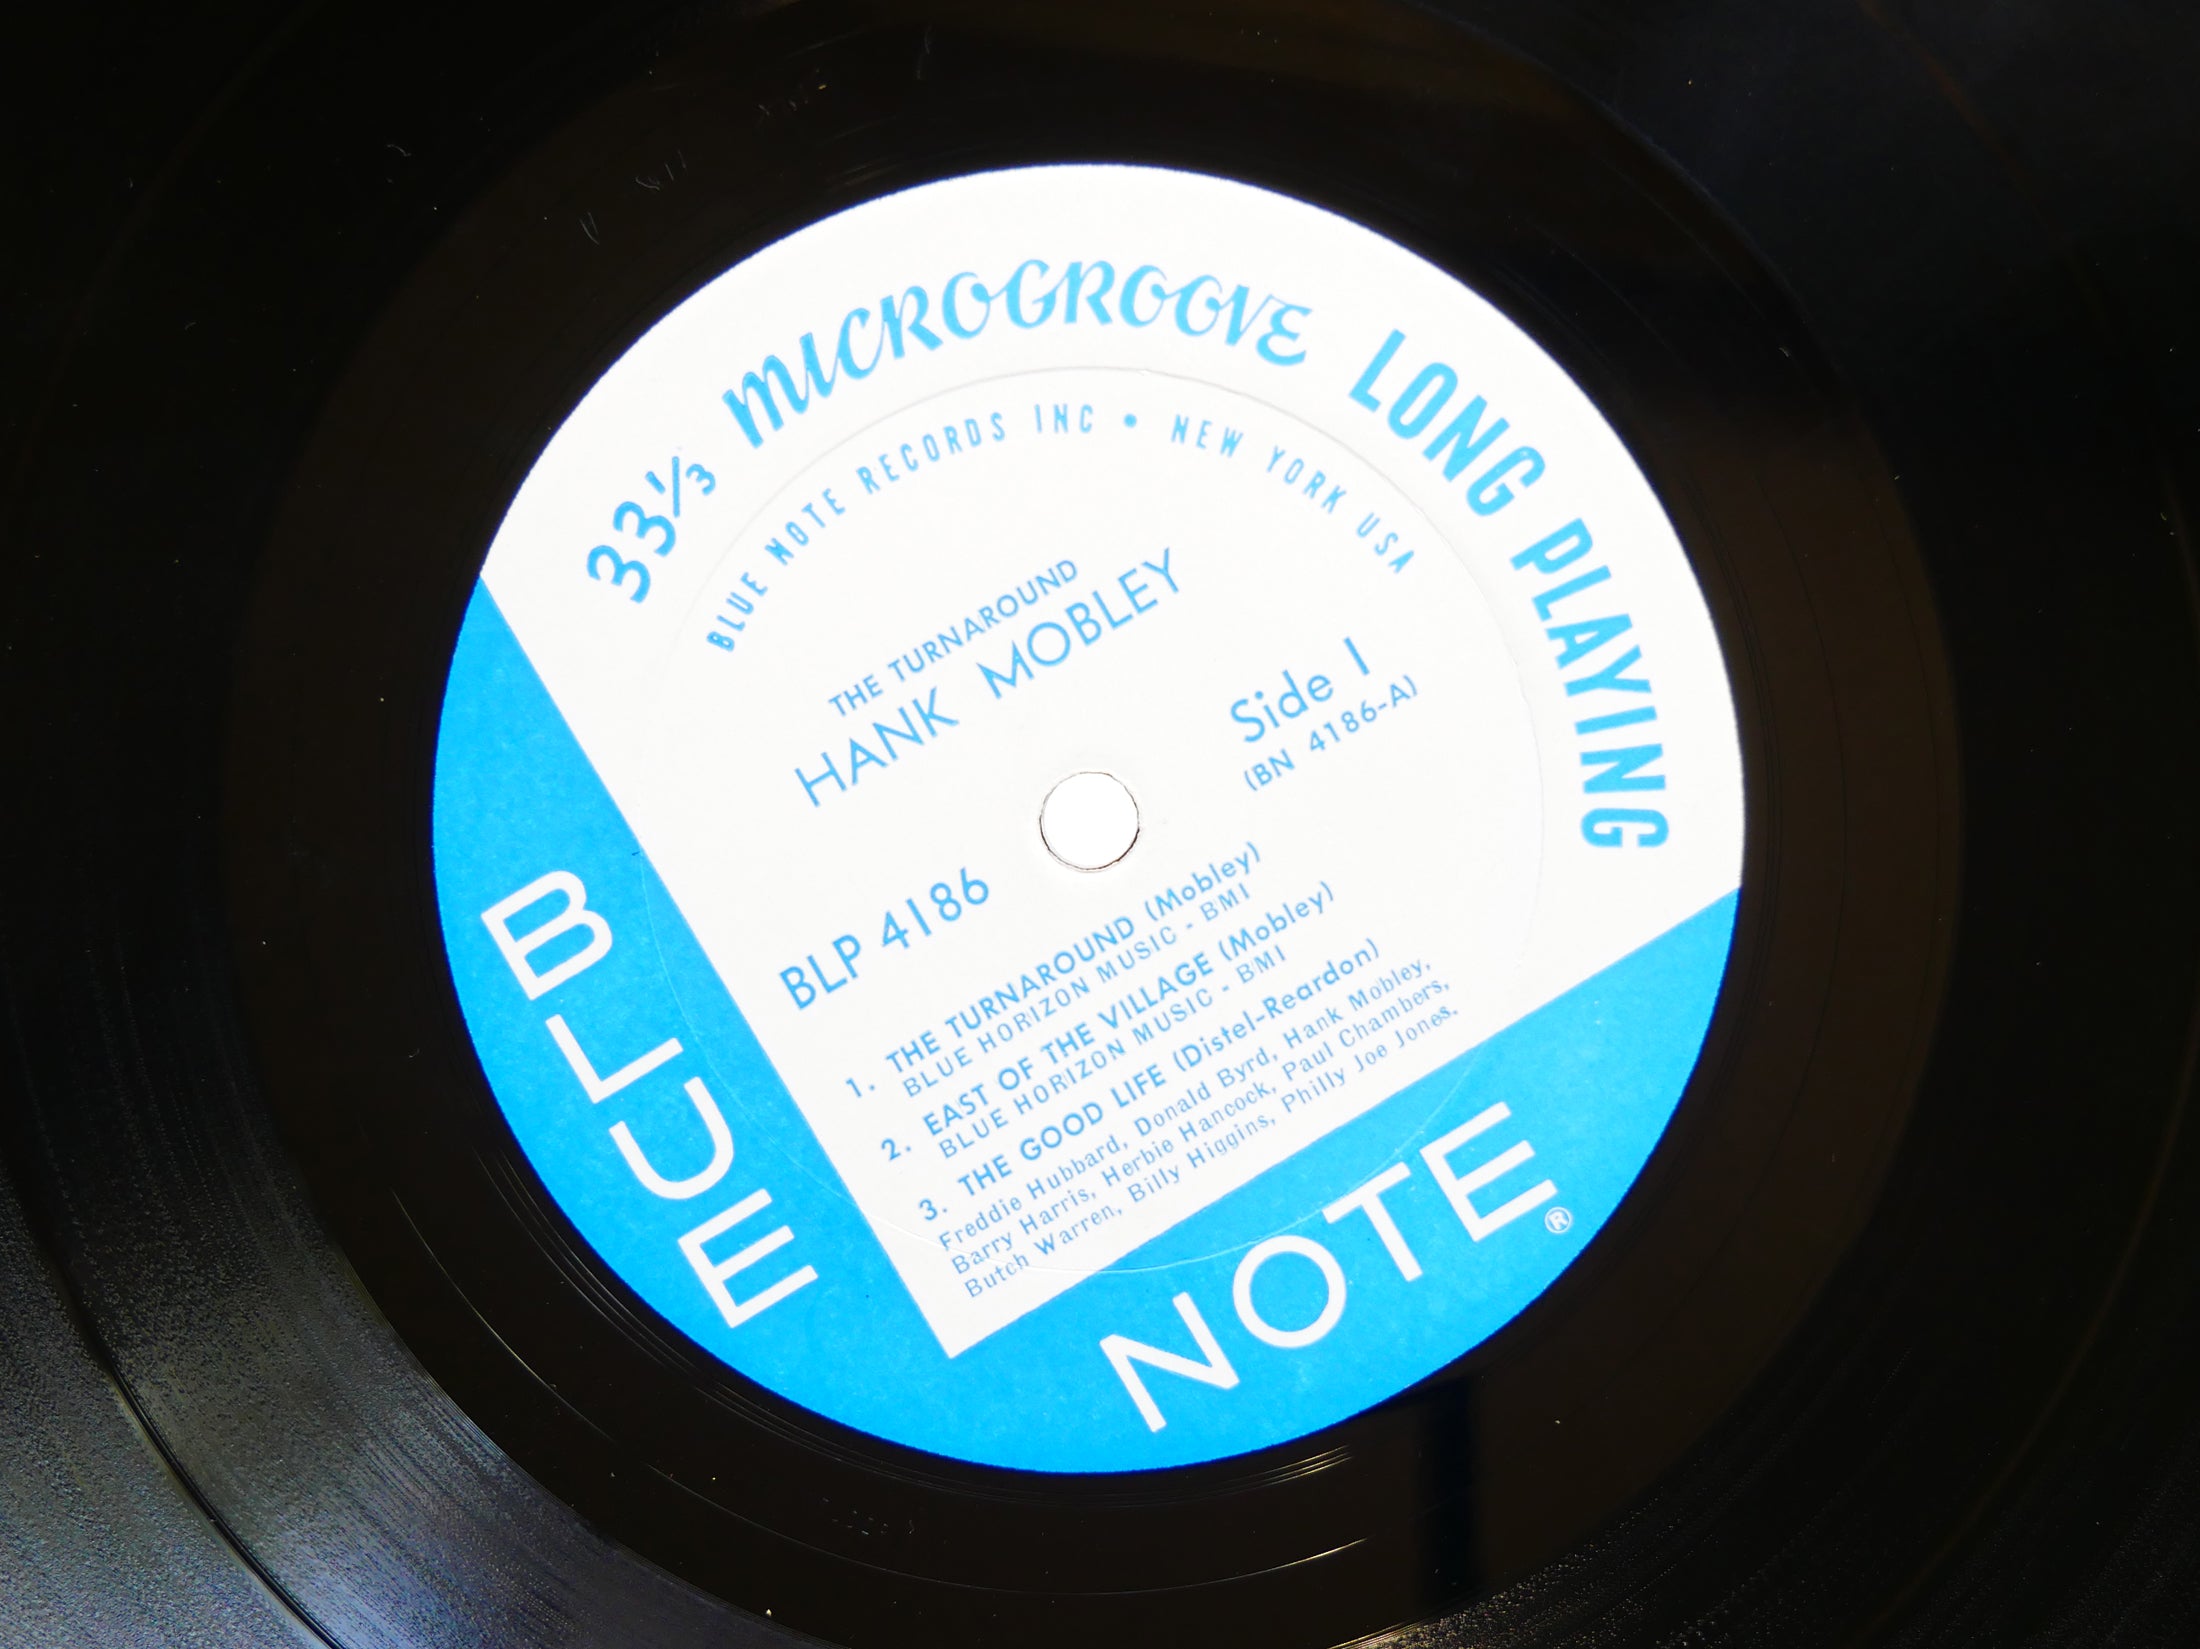 33⅓ MICROGROOVE LONG PLAYING
BLUE NOTE RECORDS INC • NEW YORK USA
THE TURNAROUND
HANK MOBLEY
Side 1
(BN 4186-A)
BLP 4186
1. THE TURNAROUND (Mobley)
BLUE HORIZON MUSIC - BMI
2. EAST OF THE VILLAGE (Mobley)
BLUE HORIZON MUSIC - BMI
3. THE GOOD LIFE (Distel-Reardon)
Freddie Hubbard, Donald Byrd, Hank Mobley,
Barry Harris, Herbie Hancock, Paul Chambers,
Butch Warren, Billy Higgins, Philly Joe Jones.
BLUE
NOTE®